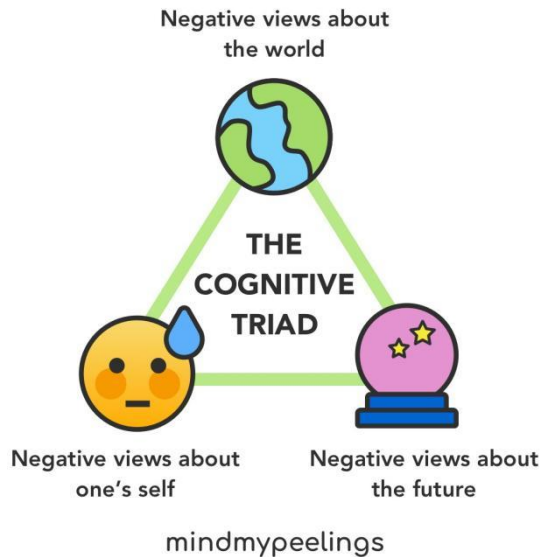 Negative views about
the world
THE
COGNITIVE
TRIAD
Negative views about
one's self
Negative views about
the future
mindmypeelings